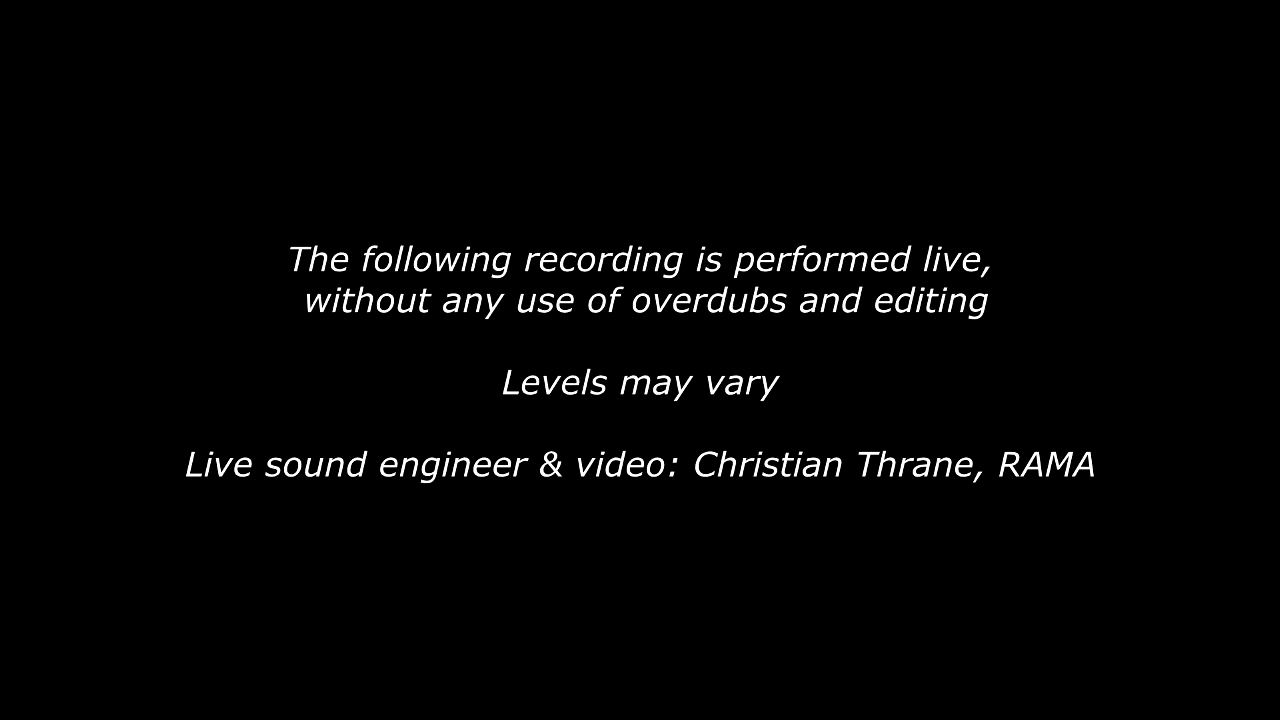 The following recording is performed live,
without any use of overdubs and editing
Levels may vary
Live sound engineer & video: Christian Thrane, RAMA